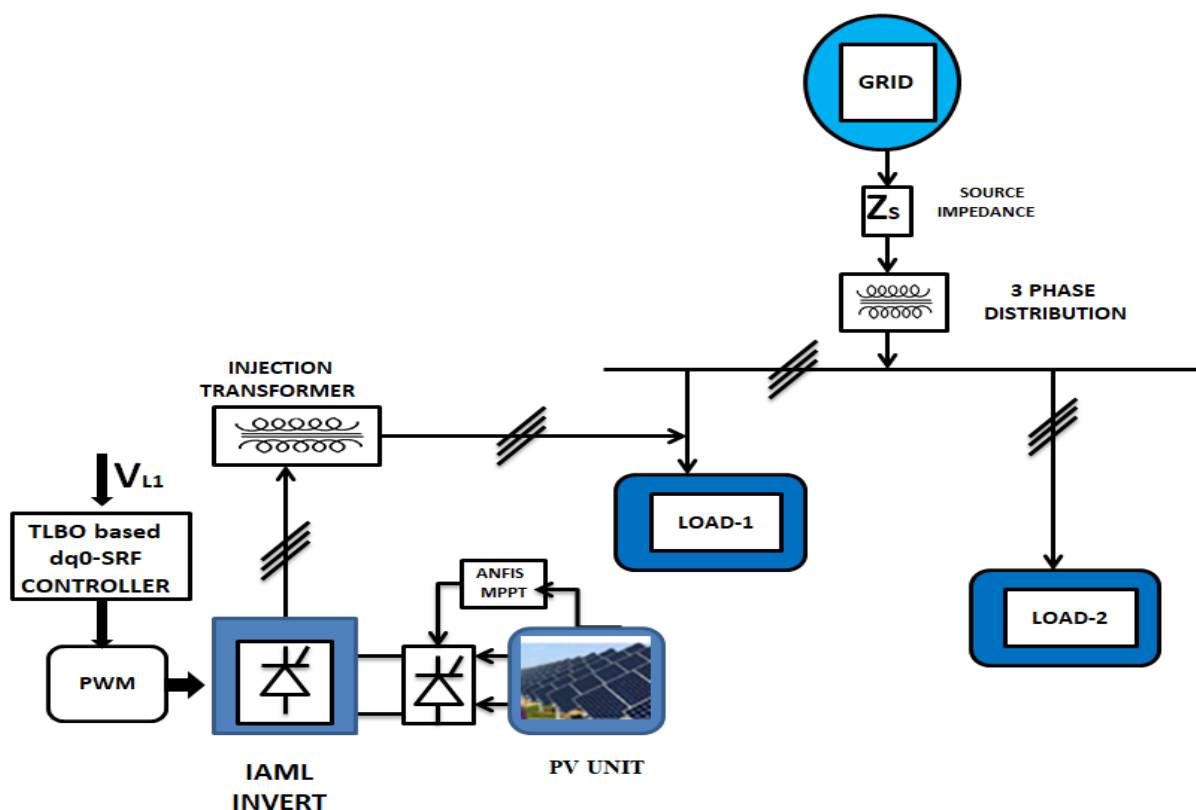 GRID
Zs
SOURCE
IMPEDANCE
3 PHASE
DISTRIBUTION
INJECTION
TRANSFORMER
VL1
TLBO based
dq0-SRF
CONTROLLER
LOAD-1
ANFIS
MPPT
LOAD-2
PWM
IAML
INVERT
PV UNIT